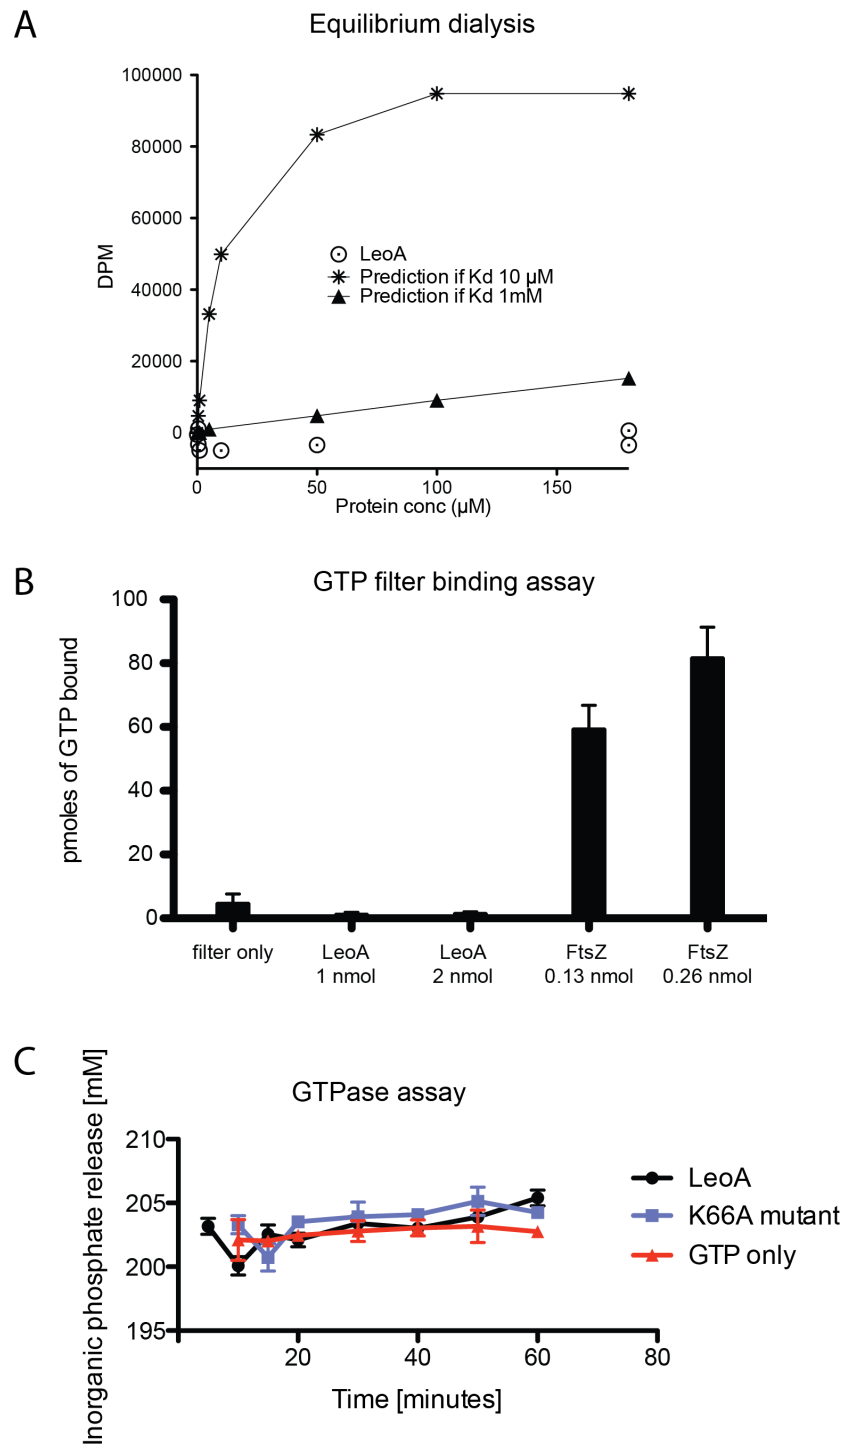 A
Equilibrium dialysis
100000
80000
60000
40000
20000
0
DPM
LeoA
Prediction if Kd 10 µM
Prediction if Kd 1mM
0 50 100 150
Protein conc (µM)
B
GTP filter binding assay
100
80
60
40
20
0
pmoles of GTP bound
filter only LeoA LeoA FtsZ FtsZ
1 nmol 2 nmol 0.13 nmol 0.26 nmol
C
GTPase assay
Inorganic phosphate release [mM]
210
205
200
195
LeoA
K66A mutant
GTP only
20 40 60 80
Time [minutes]